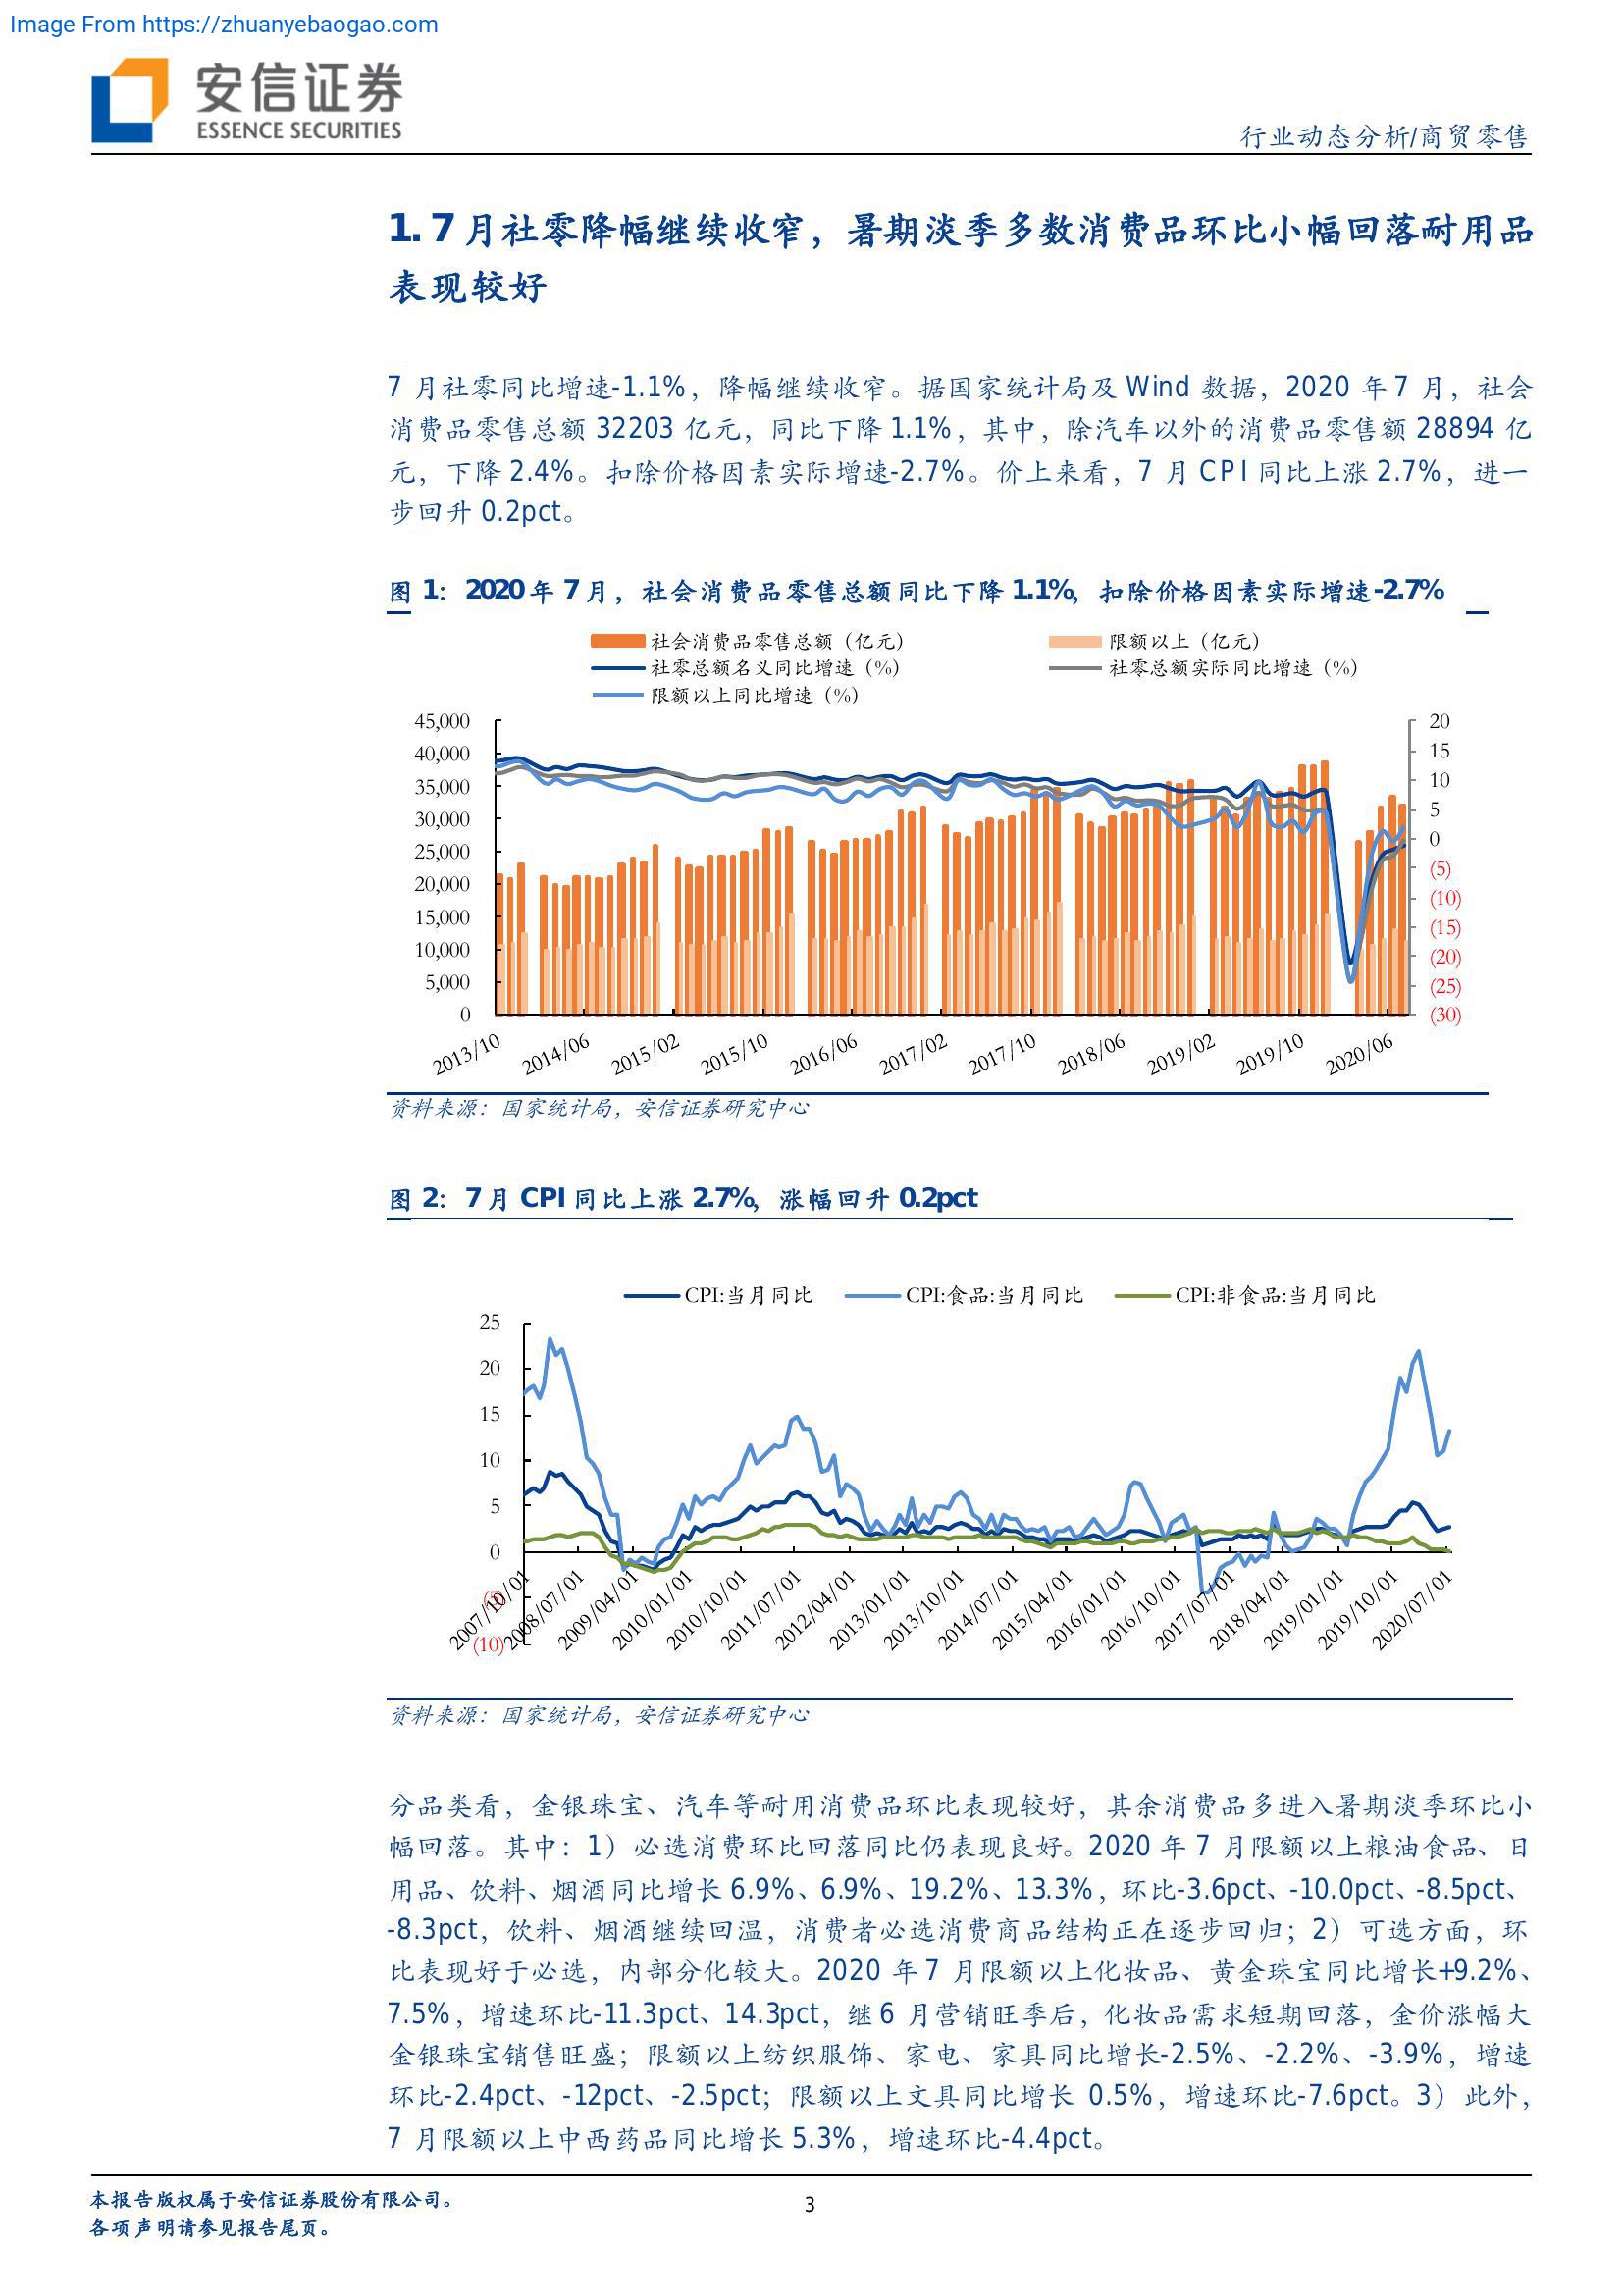 Image From https://zhuanyebaogao.com
安信证券
ESSENCE SECURITIES
行业动态分析/商贸零售
1. 7 月社零降幅继续收窄，暑期淡季多数消费品环比小幅回落耐用品
表现较好
7 月社零同比增速-1.1%，降幅继续收窄。据国家统计局及 Wind 数据，2020 年 7 月，社会
消费品零售总额 32203 亿元，同比下降 1.1%，其中，除汽车以外的消费品零售额 28894 亿
元，下降 2.4%。扣除价格因素实际增速-2.7%。价上来看，7 月 CPI 同比上涨 2.7%，进一
步回升 0.2pct。
图 1：2020 年 7 月，社会消费品零售总额同比下降 1.1%，扣除价格因素实际增速-2.7%
社会消费品零售总额（亿元） 限额以上（亿元）
社零总额名义同比增速（%） 社零总额实际同比增速（%）
限额以上同比增速（%）
45,000 20
40,000 15
35,000 10
30,000 5
25,000 0
20,000 (5)
15,000 (10)
10,000 (15)
5,000 (20)
0 (25)
(30)
2013/10 2014/06 2015/02 2015/10 2016/06 2017/02 2017/10 2018/06 2019/02 2019/10 2020/06
资料来源：国家统计局，安信证券研究中心
图 2：7 月 CPI 同比上涨 2.7%，涨幅回升 0.2pct
CPI:当月同比 CPI:食品:当月同比 CPI:非食品:当月同比
25
20
15
10
5
0
(5)
(10)
2007/10/01 2008/07/01 2009/04/01 2010/01/01 2010/10/01 2011/07/01 2012/04/01 2013/01/01 2013/10/01 2014/07/01 2015/04/01 2016/01/01 2016/10/01 2017/07/01 2018/04/01 2019/01/01 2019/10/01 2020/07/01
资料来源：国家统计局，安信证券研究中心
分品类看，金银珠宝、汽车等耐用消费品环比表现较好，其余消费品多进入暑期淡季环比小
幅回落。其中：1）必选消费环比回落同比仍表现良好。2020 年 7 月限额以上粮油食品、日
用品、饮料、烟酒同比增长 6.9%、6.9%、19.2%、13.3%，环比-3.6pct、-10.0pct、-8.5pct、
-8.3pct，饮料、烟酒继续回温，消费者必选消费商品结构正在逐步回归；2）可选方面，环
比表现好于必选，内部分化较大。2020 年 7 月限额以上化妆品、黄金珠宝同比增长+9.2%、
7.5%，增速环比-11.3pct、14.3pct，继 6 月营销旺季后，化妆品需求短期回落，金价涨幅大
金银珠宝销售旺盛；限额以上纺织服饰、家电、家具同比增长-2.5%、-2.2%、-3.9%，增速
环比-2.4pct、-12pct、-2.5pct；限额以上文具同比增长 0.5%，增速环比-7.6pct。3）此外，
7 月限额以上中西药品同比增长 5.3%，增速环比-4.4pct。
本报告版权属于安信证券股份有限公司。
各项声明请参见报告尾页。
3